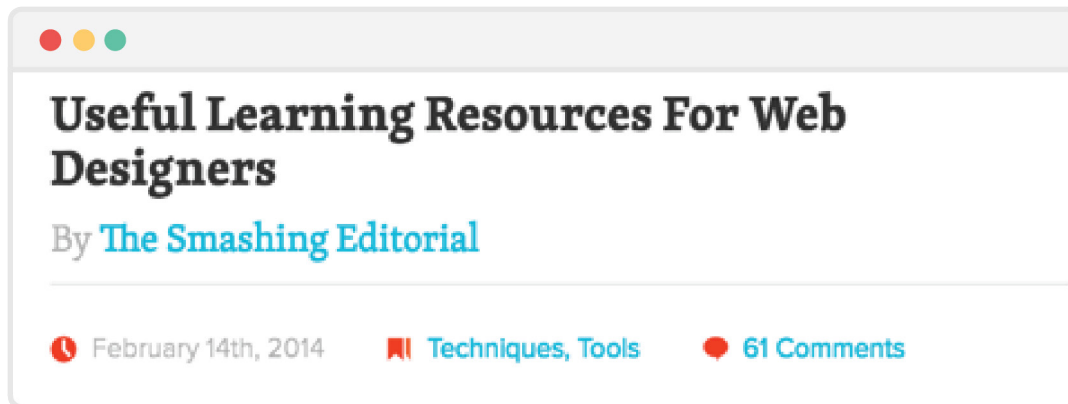 Useful Learning Resources For Web
Designers
By The Smashing Editorial
February 14th, 2014 Techniques, Tools 61 Comments